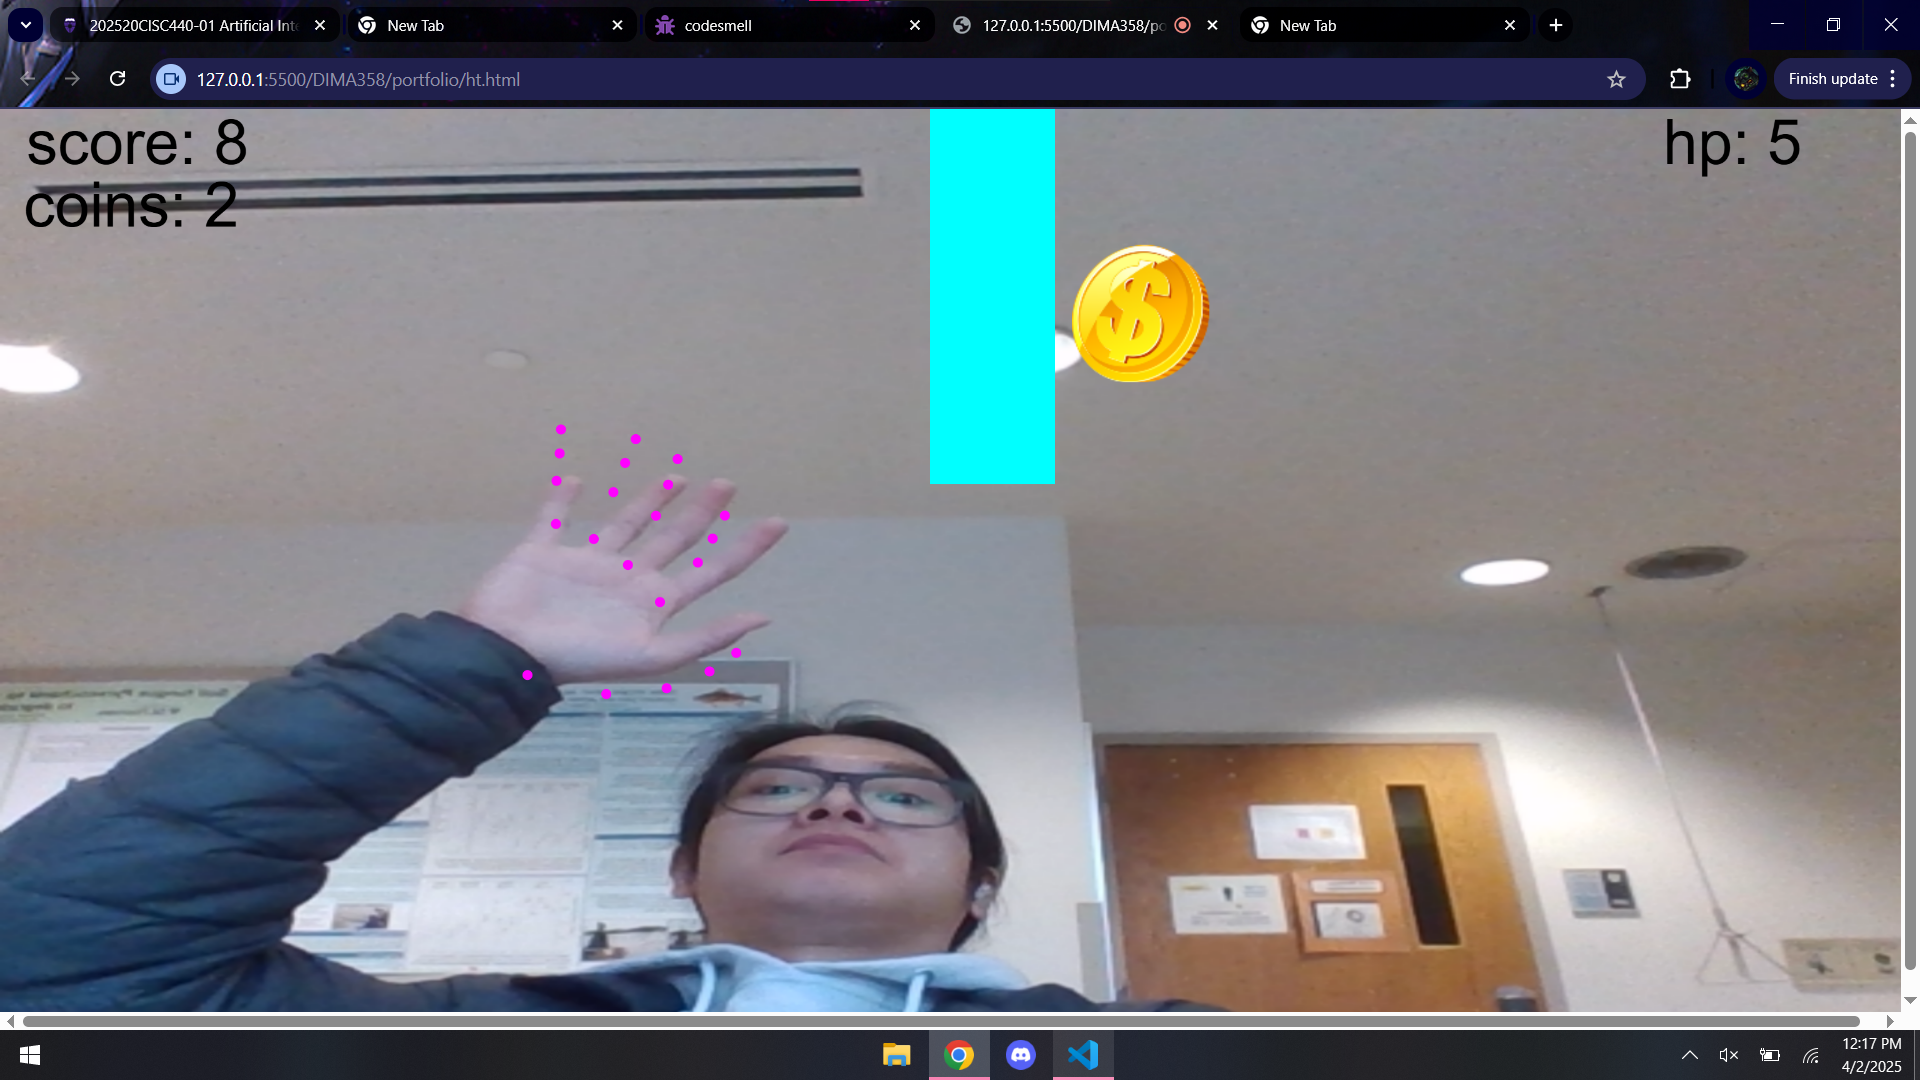 202520CISC440-01 Artificial Int
New Tab
codesmell
127.0.0.1:5500/DIMA358/po
New Tab
127.0.0.1:5500/DIMA358/portfolio/ht.html
Finish update
score: 8
hp: 5
coins: 2
$
12:17 PM
4/2/2025